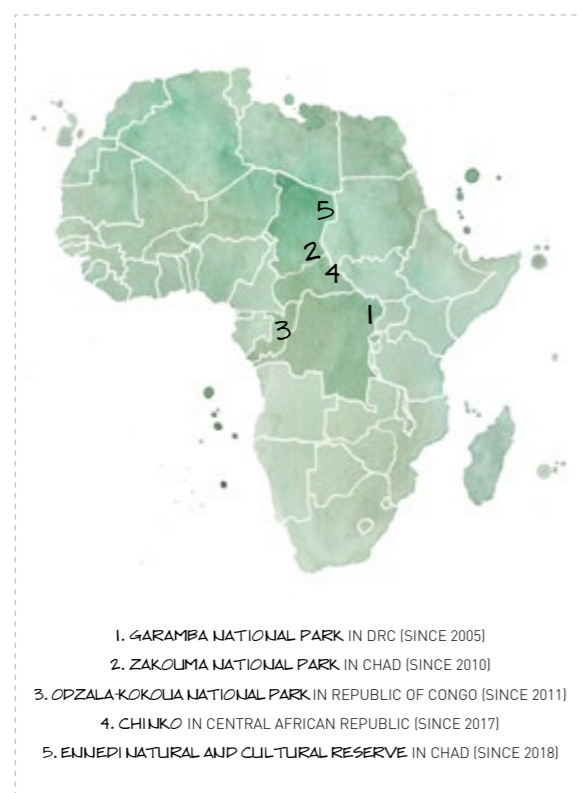 5
2
4
1
3
1. GARAMBA NATIONAL PARK IN DRC (SINCE 2005)
2. ZAKOUMA NATIONAL PARK IN CHAD (SINCE 2010)
3. ODZALA-KOKOUA NATIONAL PARK IN REPUBLIC OF CONGO (SINCE 2011)
4. CHINKO IN CENTRAL AFRICAN REPUBLIC (SINCE 2017)
5. ENNEDI NATURAL AND CULTURAL RESERVE IN CHAD (SINCE 2018)